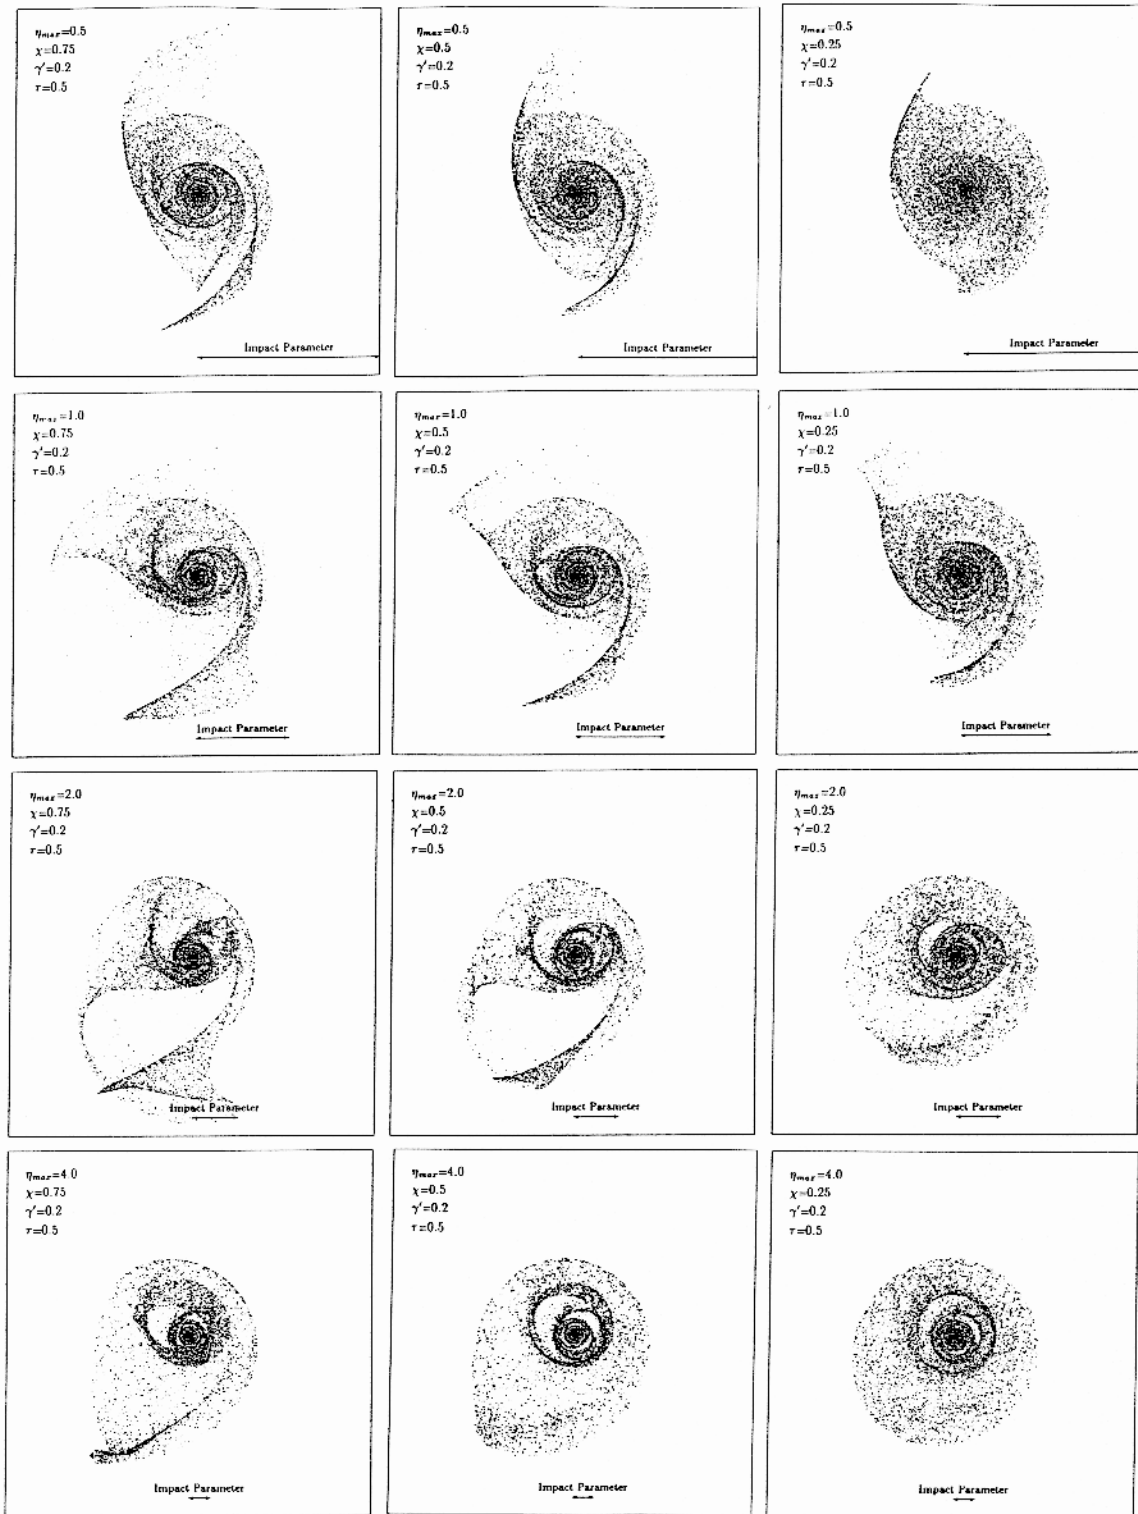 η_max=0.5
χ=0.75
γ′=0.2
τ=0.5
Impact Parameter
η_max=0.5
χ=0.5
γ′=0.2
τ=0.5
Impact Parameter
η_max=0.5
χ=0.25
γ′=0.2
τ=0.5
Impact Parameter
η_max=1.0
χ=0.75
γ′=0.2
τ=0.5
Impact Parameter
η_max=1.0
χ=0.5
γ′=0.2
τ=0.5
Impact Parameter
η_max=1.0
χ=0.25
γ′=0.2
τ=0.5
Impact Parameter
η_max=2.0
χ=0.75
γ′=0.2
τ=0.5
Impact Parameter
η_max=2.0
χ=0.5
γ′=0.2
τ=0.5
Impact Parameter
η_max=2.0
χ=0.25
γ′=0.2
τ=0.5
Impact Parameter
η_max=4.0
χ=0.75
γ′=0.2
τ=0.5
Impact Parameter
η_max=4.0
χ=0.5
γ′=0.2
τ=0.5
Impact Parameter
η_max=4.0
χ=0.25
γ′=0.2
τ=0.5
Impact Parameter